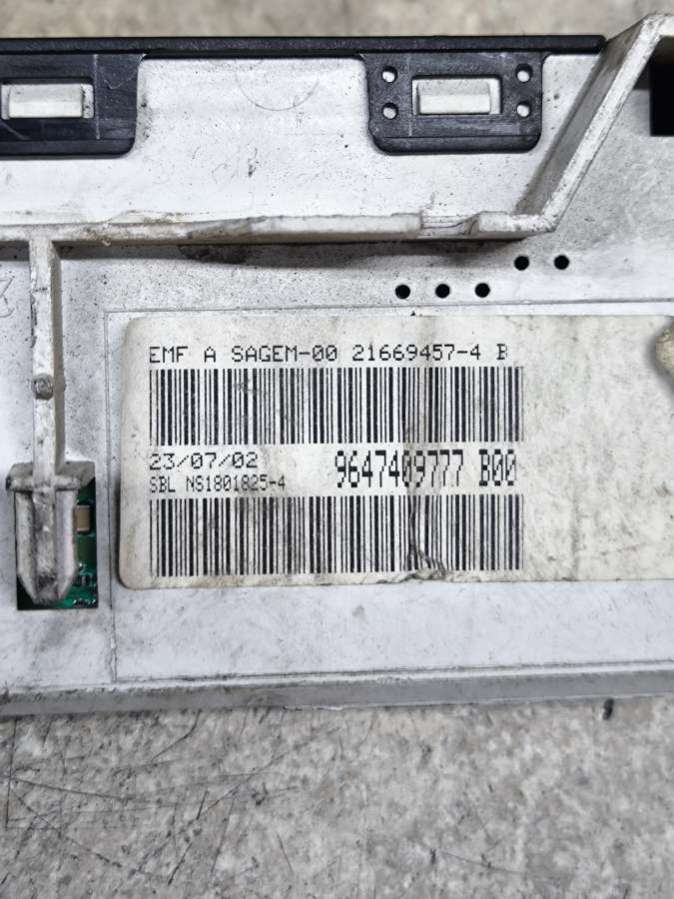 EMF A SAGEM-00 21669457-4 B
23/07/02
9647409777 B00
SBL NS1801825-4